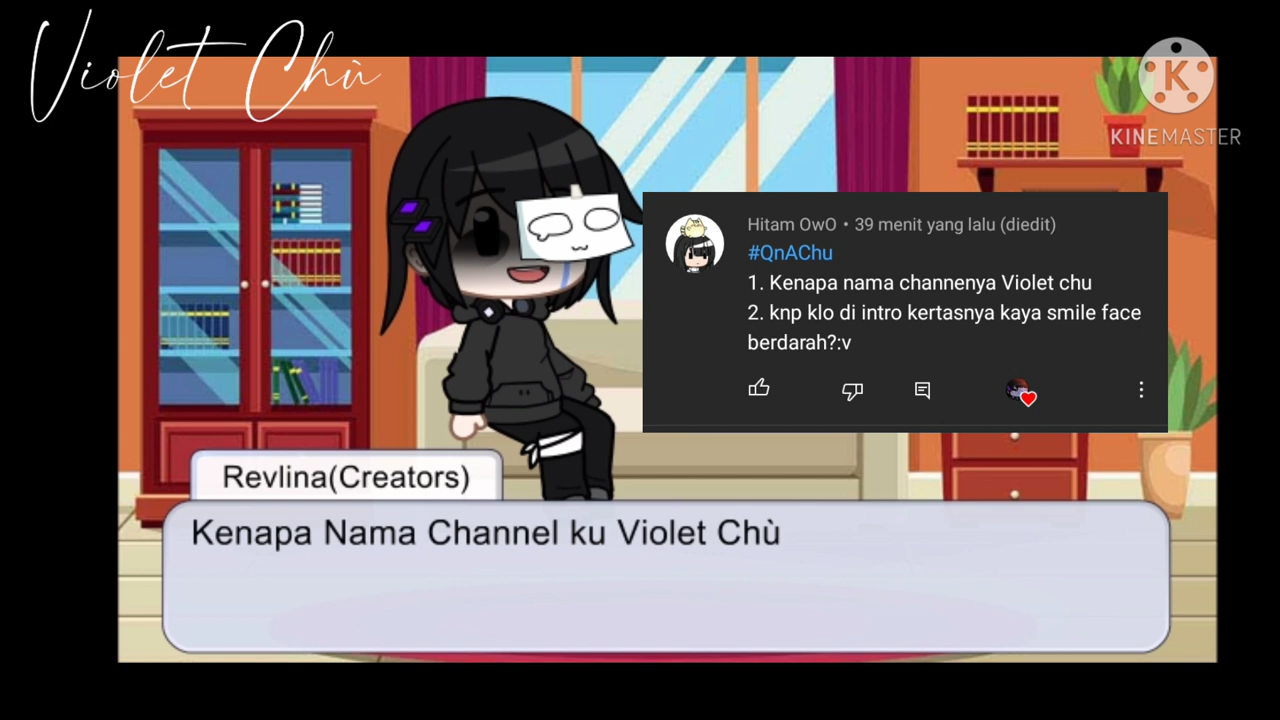 Violet Chù
KINEMASTER
Hitam OwO • 39 menit yang lalu (diedit)
#QnAChu
1. Kenapa nama channenya Violet chu
2. knp klo di intro kertasnya kaya smile face
berdarah?:v
Revlina(Creators)
Kenapa Nama Channel ku Violet Chù